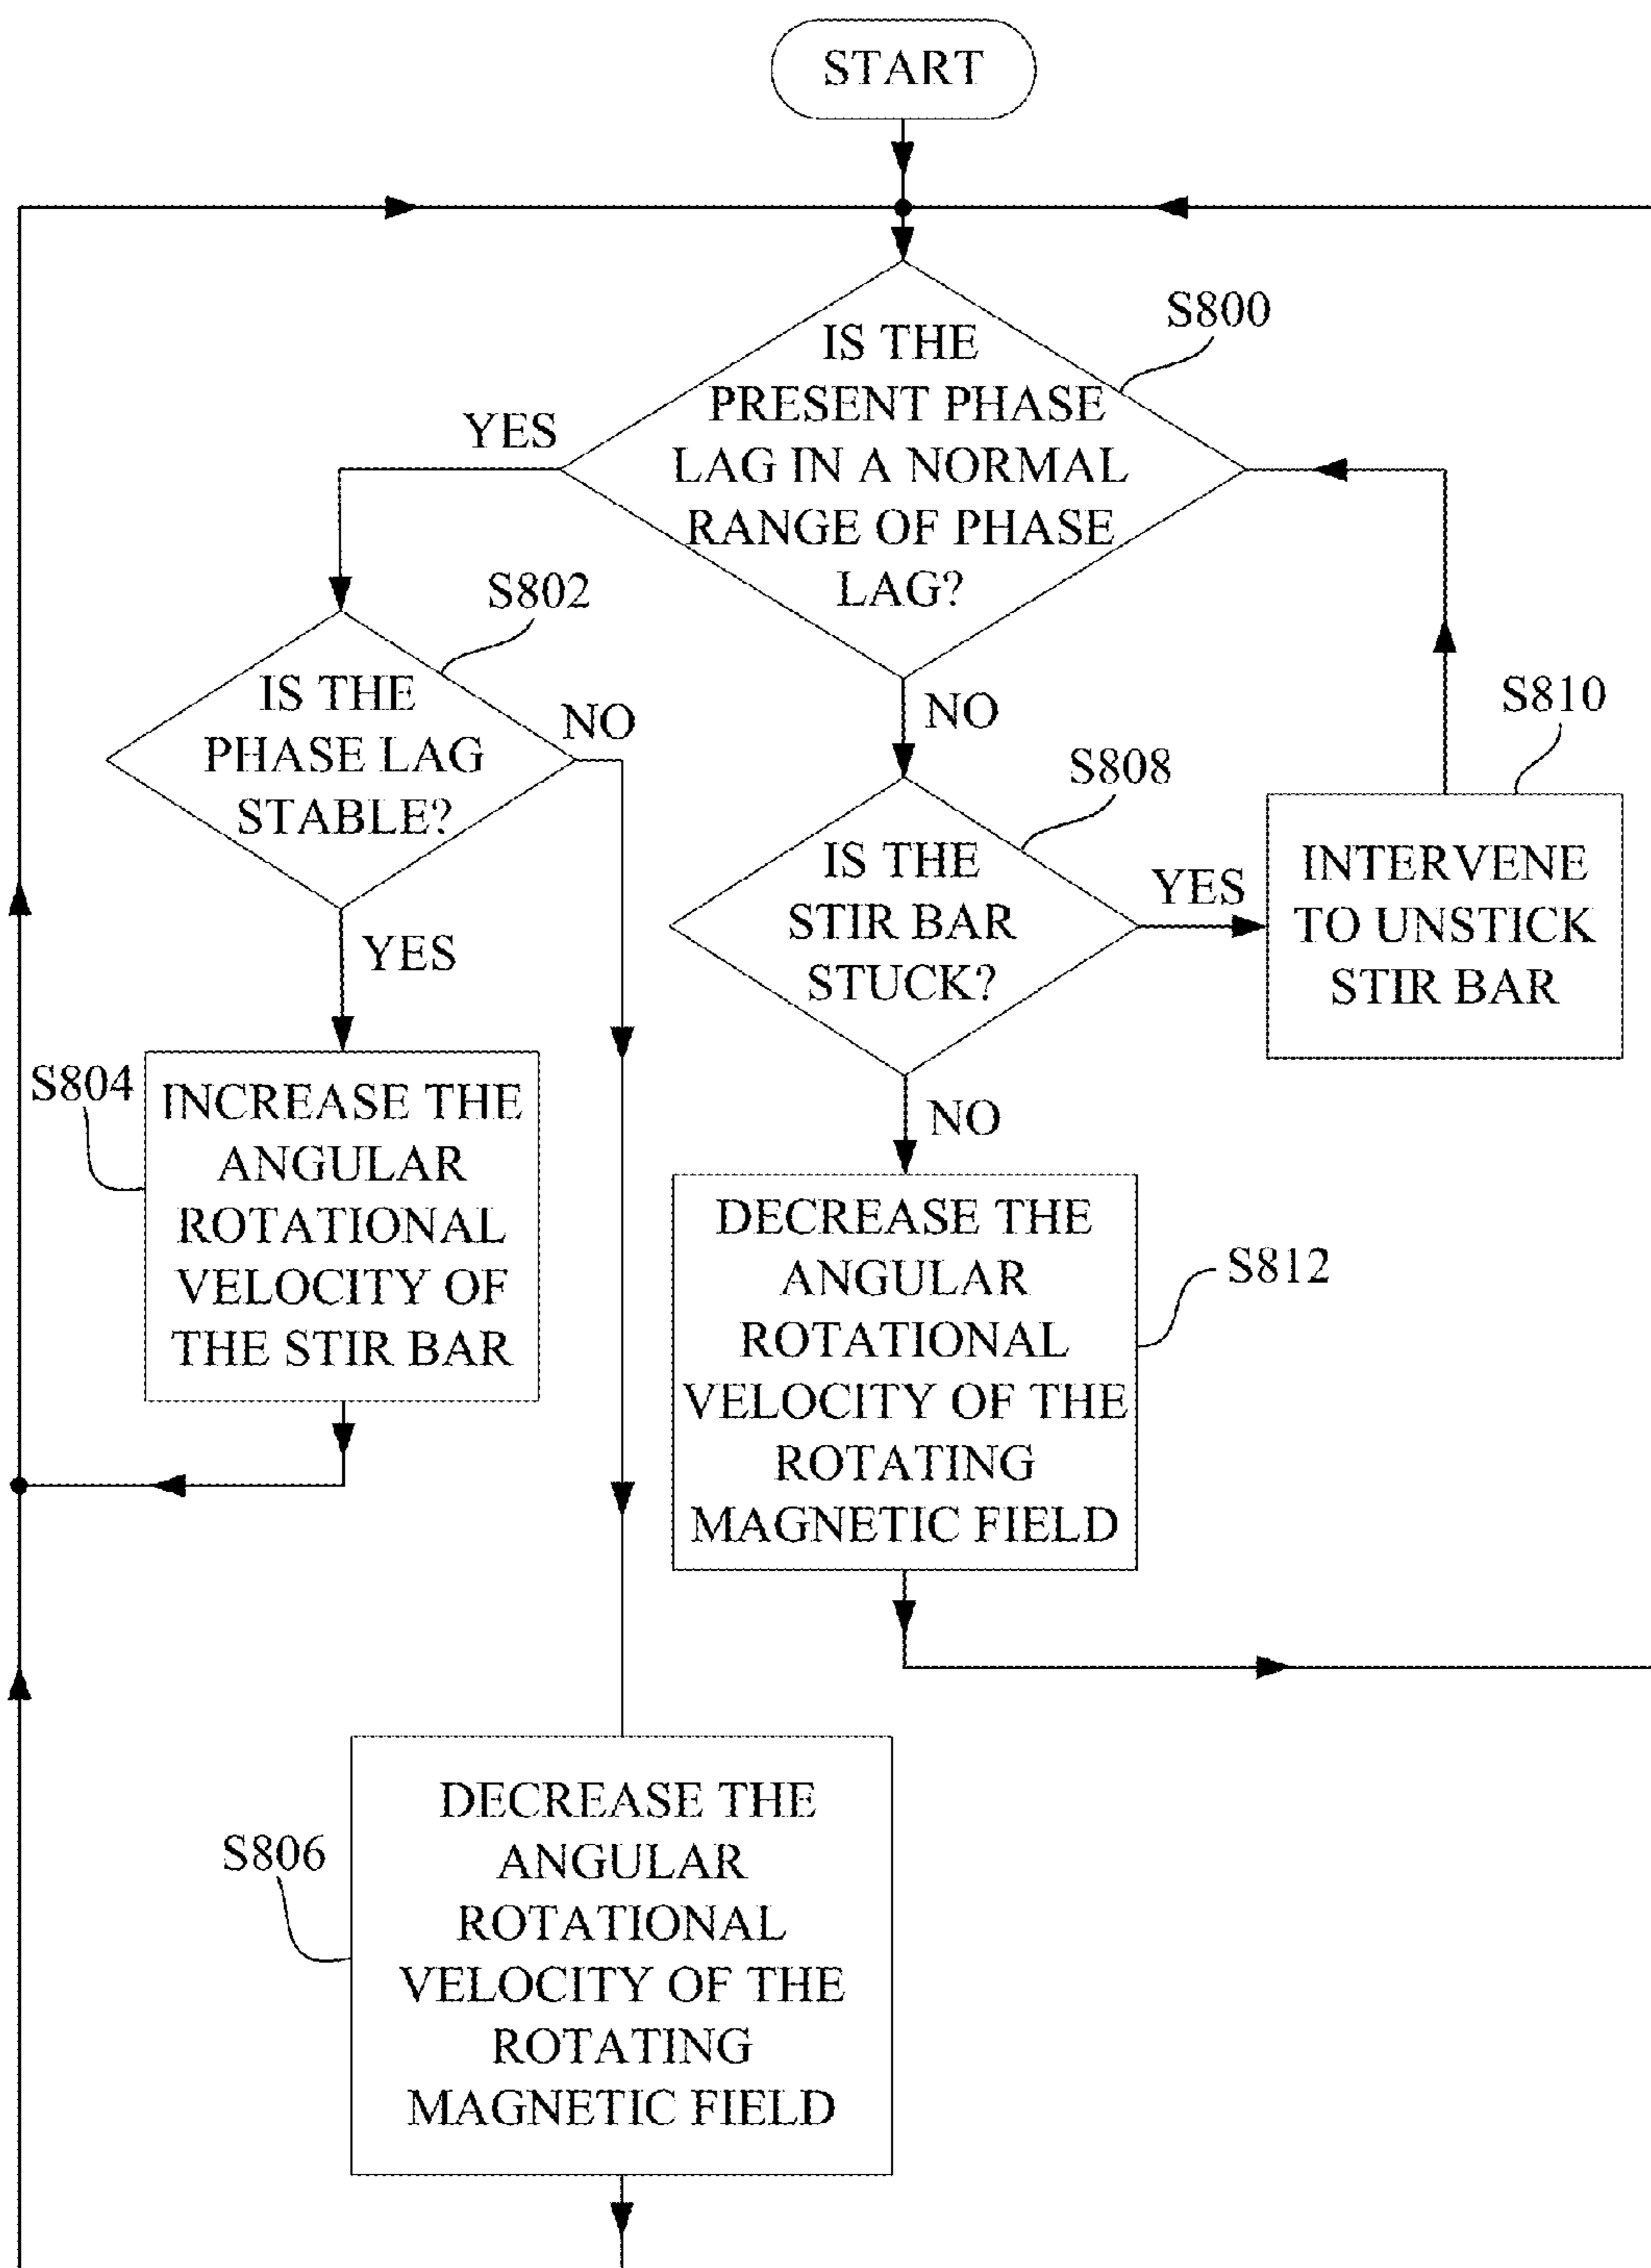 START
S800
IS THE
PRESENT PHASE
LAG IN A NORMAL
RANGE OF PHASE
LAG?
YES
NO
S802
IS THE
PHASE LAG
STABLE?
NO
YES
S808
IS THE
STIR BAR
STUCK?
YES
NO
S810
INTERVENE
TO UNSTICK
STIR BAR
S804
INCREASE THE
ANGULAR
ROTATIONAL
VELOCITY OF
THE STIR BAR
S812
DECREASE THE
ANGULAR
ROTATIONAL
VELOCITY OF THE
ROTATING
MAGNETIC FIELD
S806
DECREASE THE
ANGULAR
ROTATIONAL
VELOCITY OF THE
ROTATING
MAGNETIC FIELD